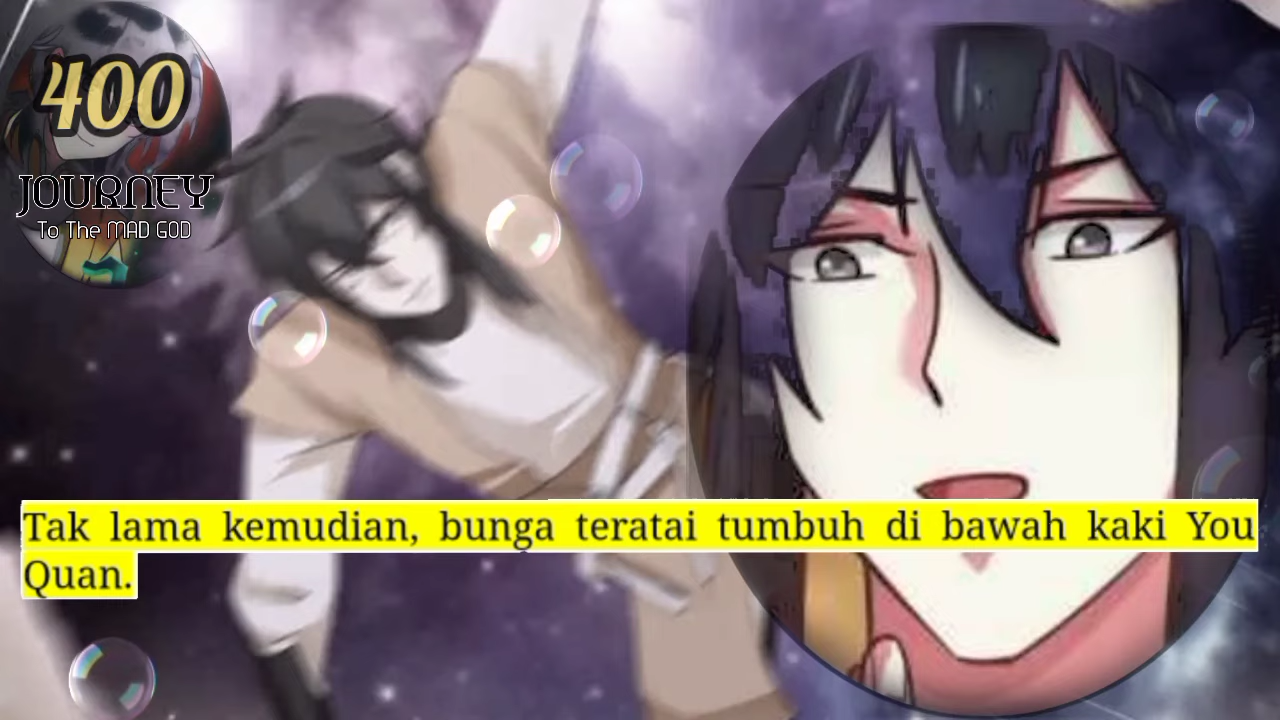 400
JOURNEY
To The MAD GOD
Tak lama kemudian, bunga teratai tumbuh di bawah kaki You
Quan.